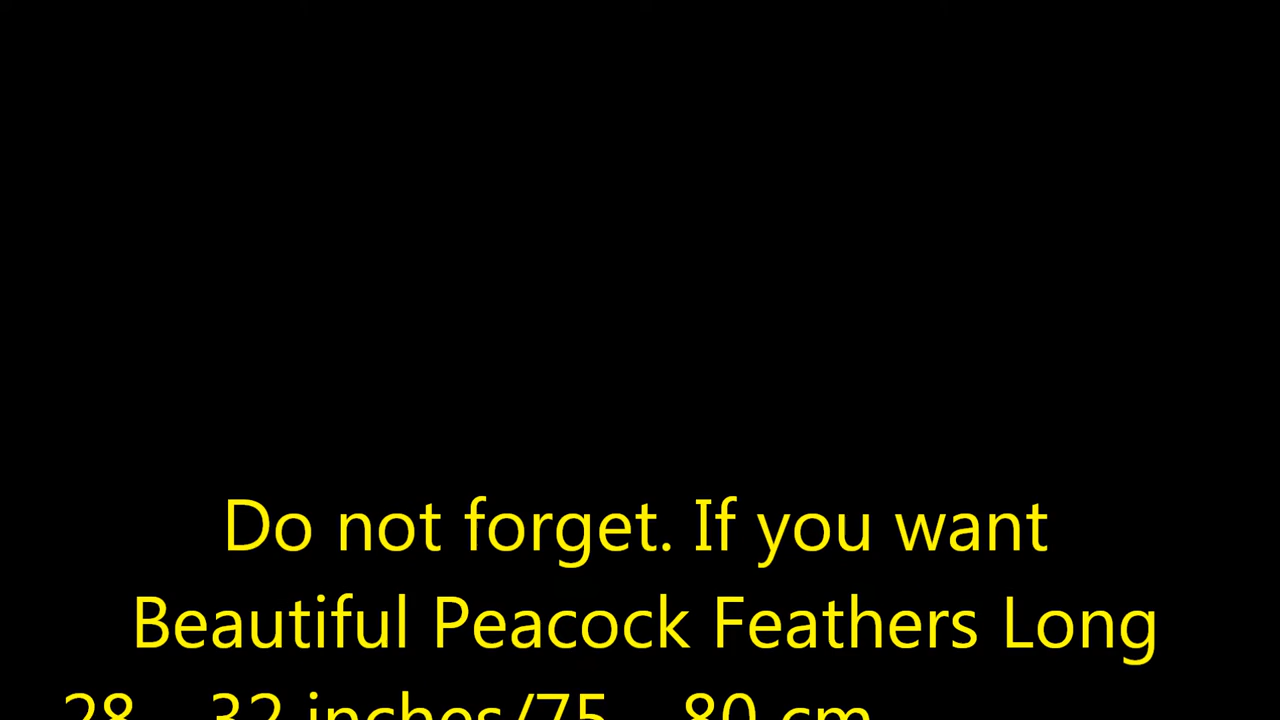 Do not forget. If you want
Beautiful Peacock Feathers Long
28 - 32 inches/75 - 80 cm